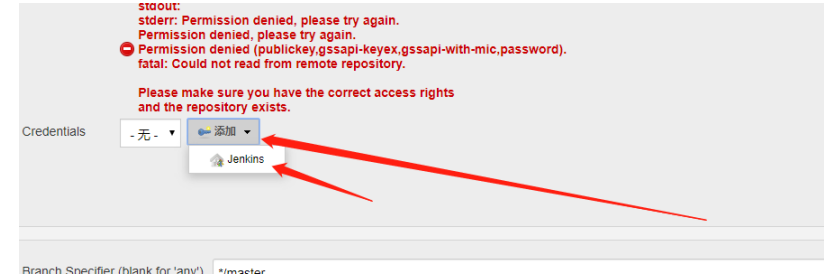 stdout:
stderr: Permission denied, please try again.
Permission denied, please try again.
Permission denied (publickey,gssapi-keyex,gssapi-with-mic,password).
fatal: Could not read from remote repository.
Please make sure you have the correct access rights
and the repository exists.
Credentials - 无 - 添加
Jenkins
Branch Specifier (blank for 'any') */master